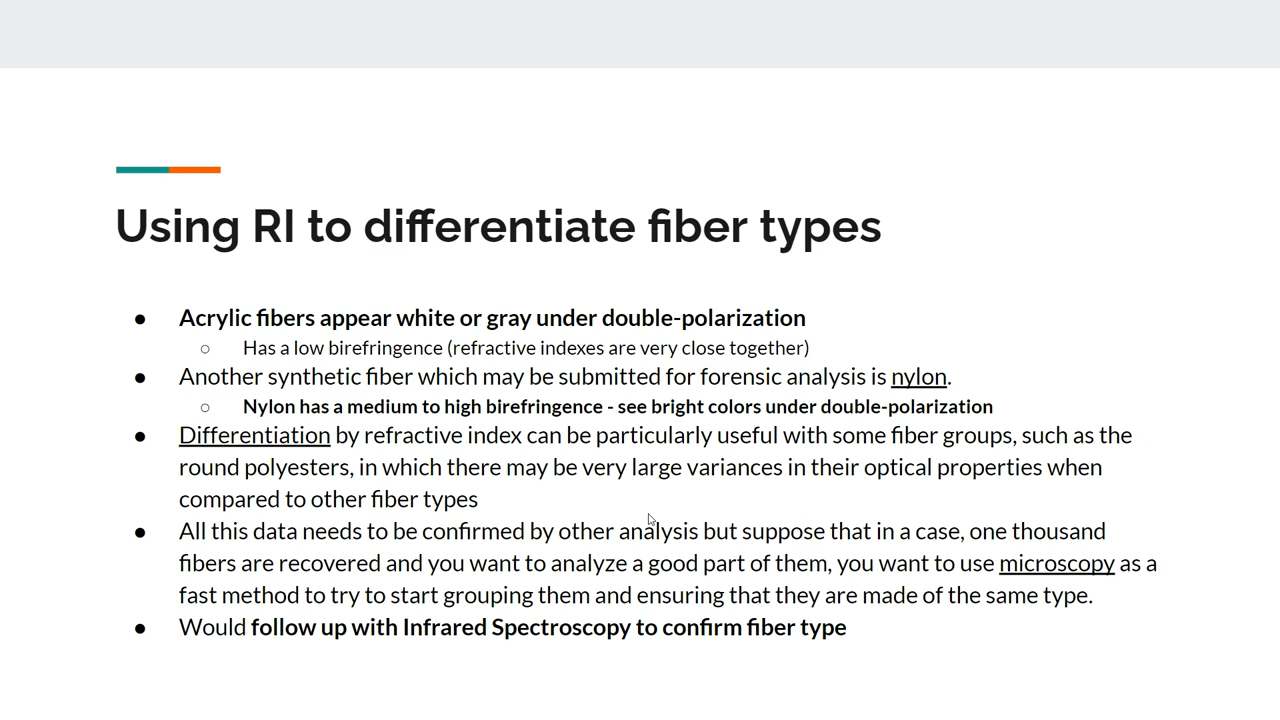 Using RI to differentiate fiber types
● Acrylic fibers appear white or gray under double-polarization
○ Has a low birefringence (refractive indexes are very close together)
● Another synthetic fiber which may be submitted for forensic analysis is nylon.
○ Nylon has a medium to high birefringence - see bright colors under double-polarization
● Differentiation by refractive index can be particularly useful with some fiber groups, such as the
round polyesters, in which there may be very large variances in their optical properties when
compared to other fiber types
● All this data needs to be confirmed by other analysis but suppose that in a case, one thousand
fibers are recovered and you want to analyze a good part of them, you want to use microscopy as a
fast method to try to start grouping them and ensuring that they are made of the same type.
● Would follow up with Infrared Spectroscopy to confirm fiber type